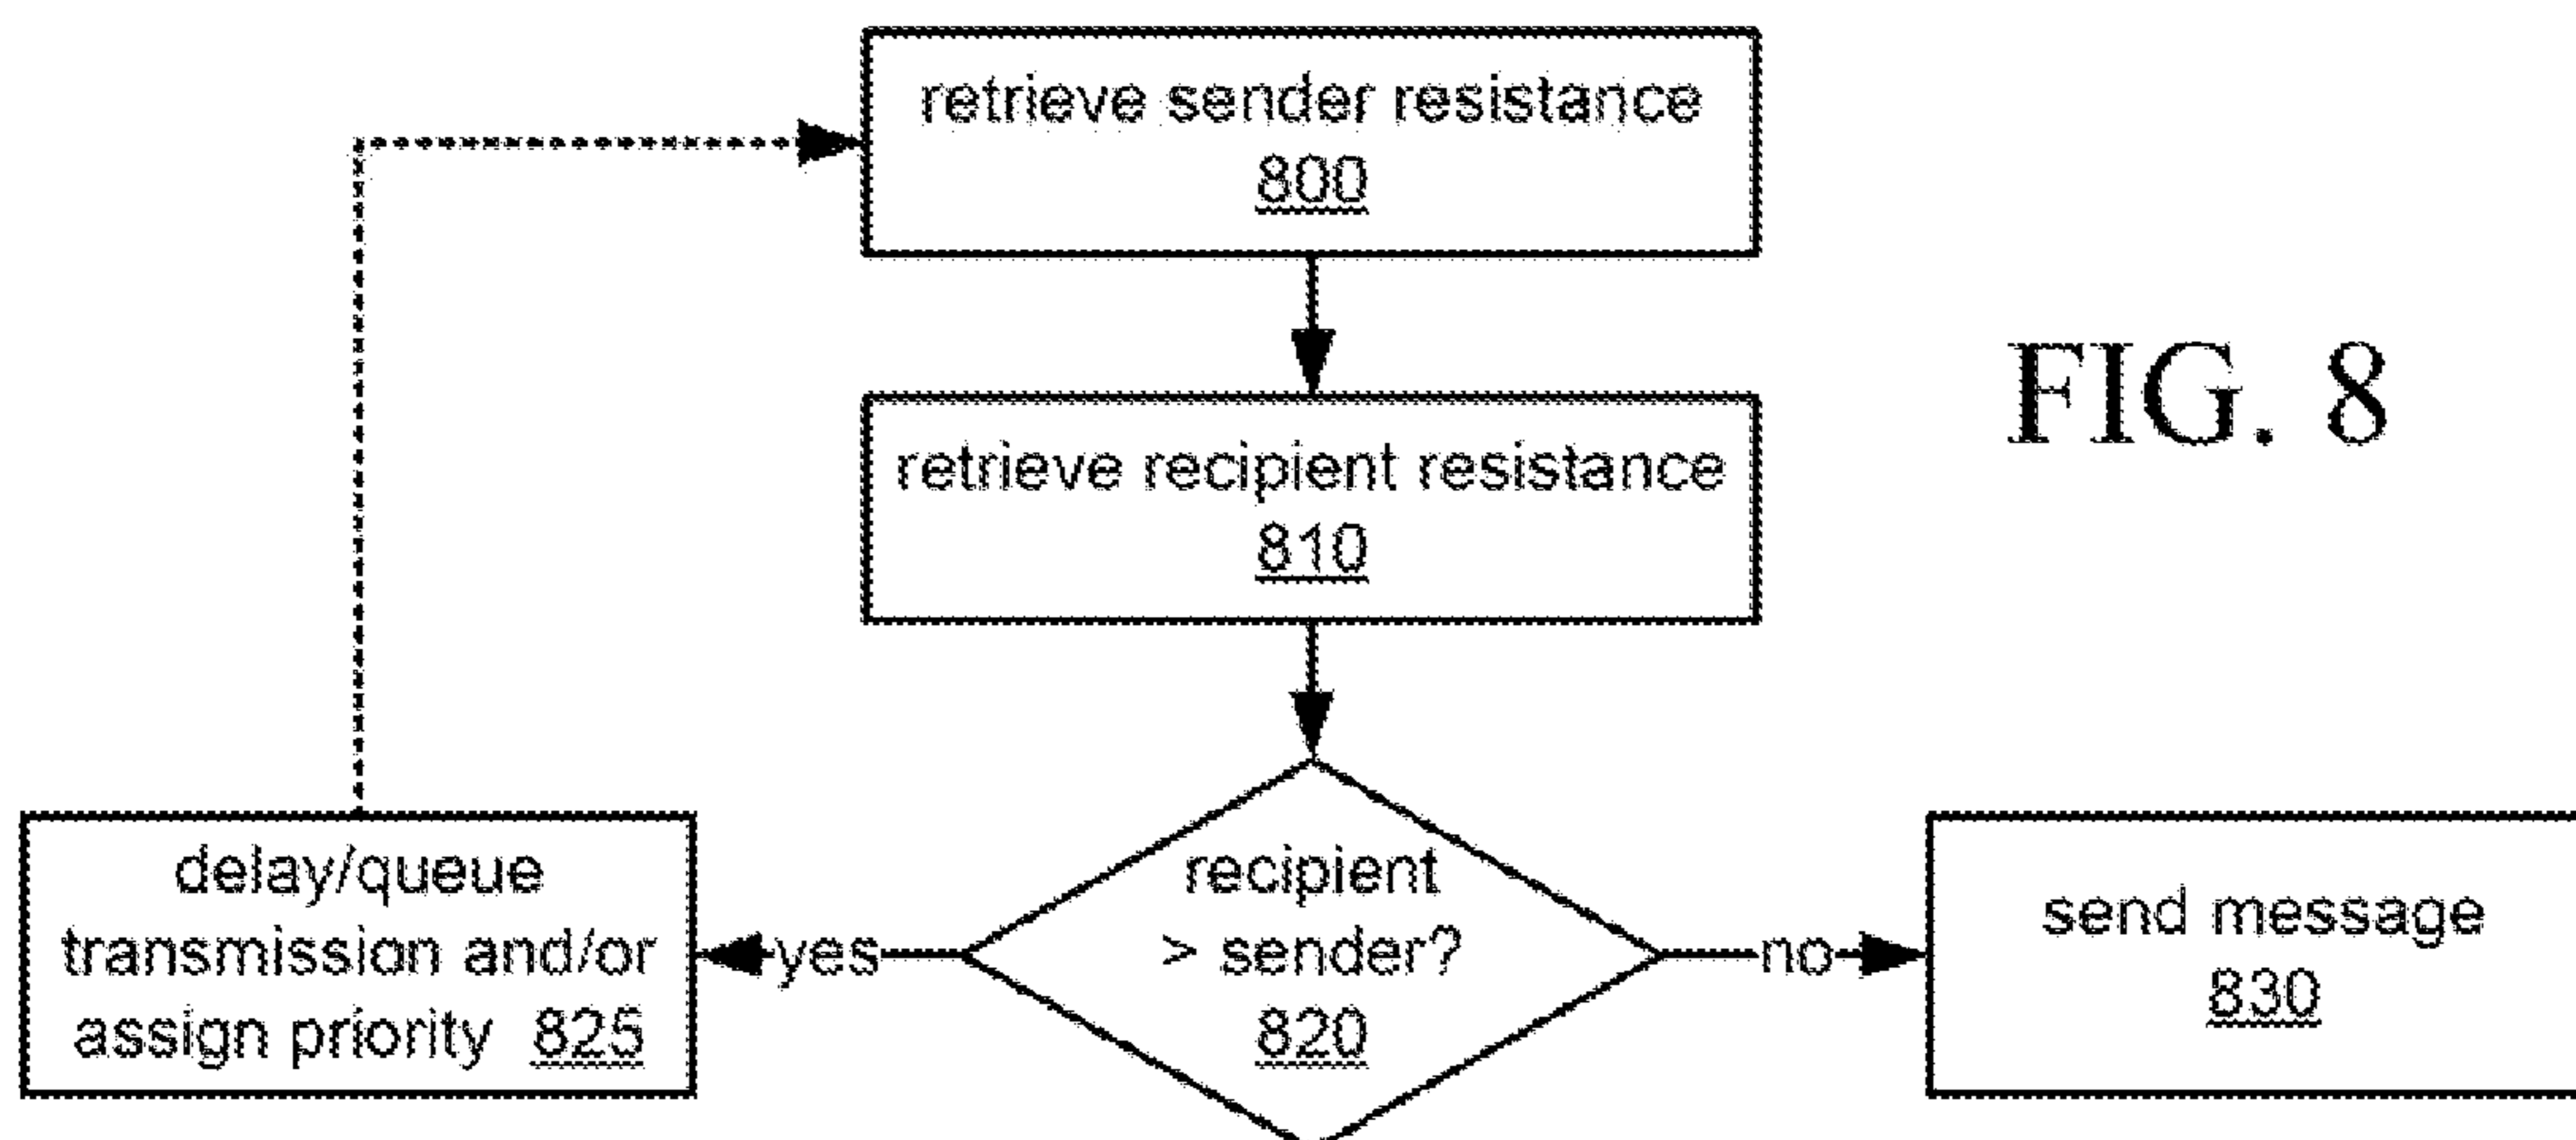 retrieve sender resistance
800
retrieve recipient resistance
810
FIG. 8
recipient
> sender?
820
yes
delay/queue
transmission and/or
assign priority 825
no
send message
830